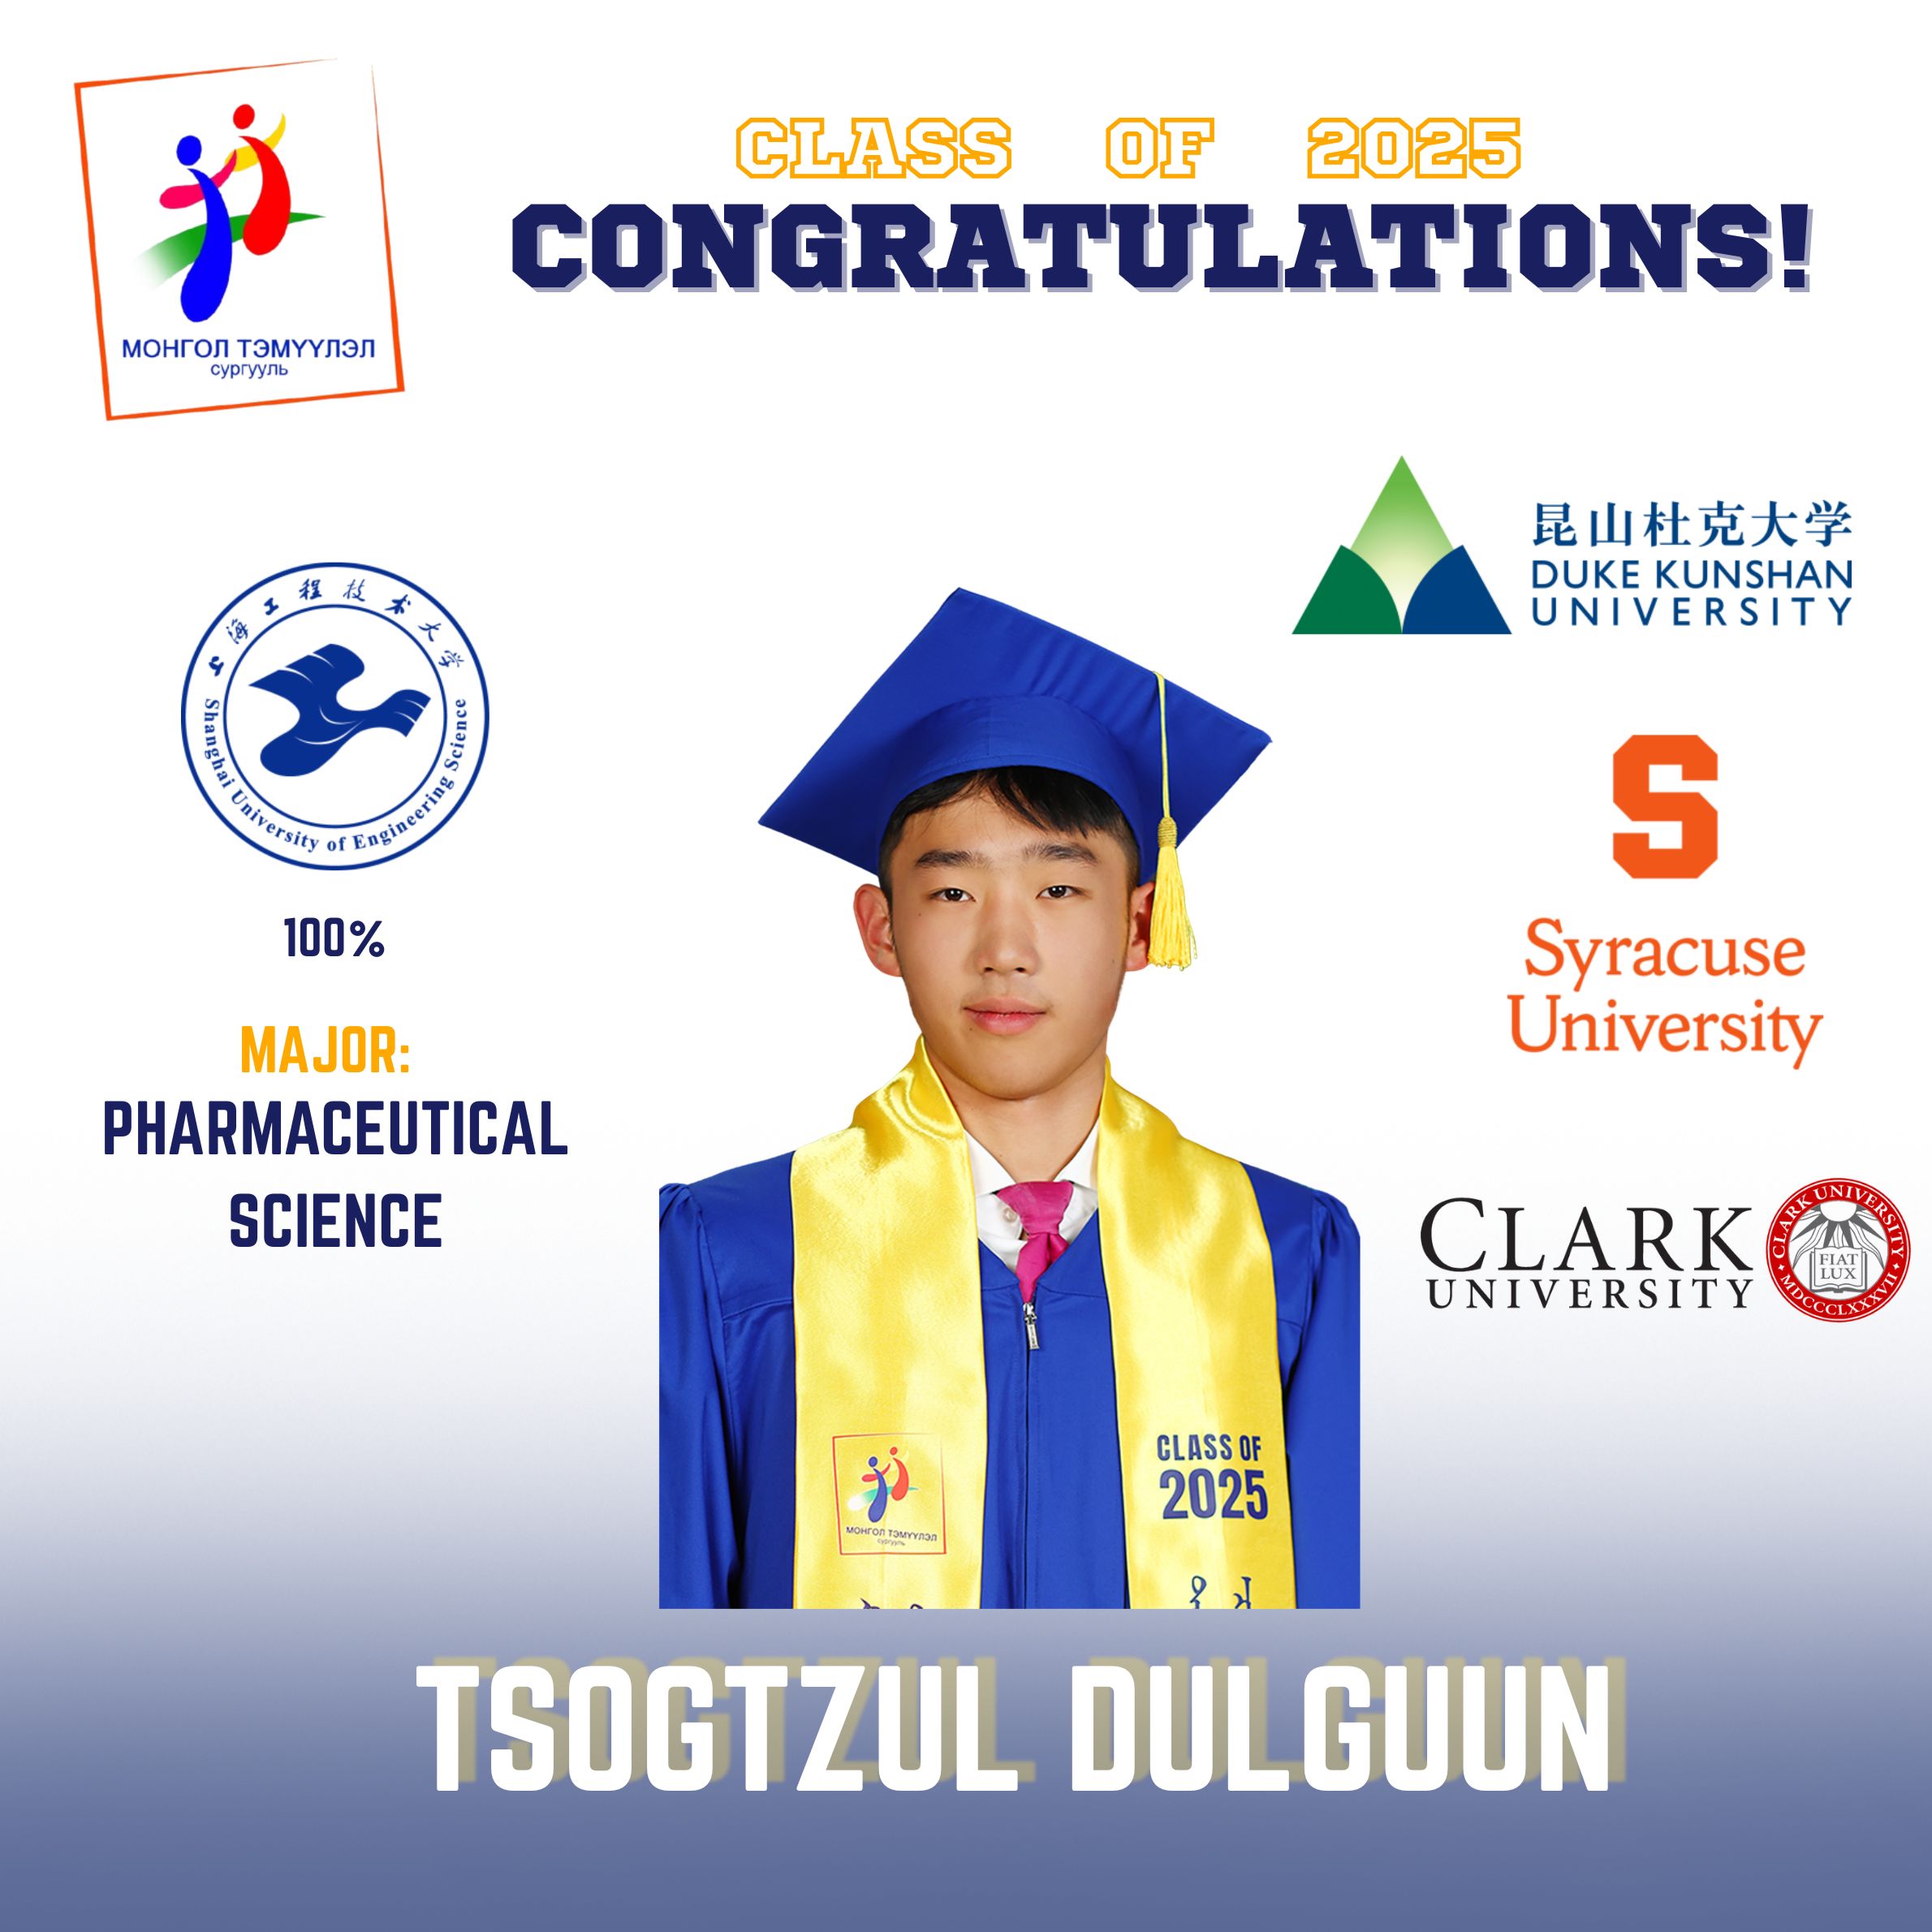 МОНГОЛ ТЭМҮҮЛЭЛ
сургууль
CLASS OF 2025
CONGRATULATIONS!
上海工程技术大学
Shanghai University of Engineering Science
100%
MAJOR:
PHARMACEUTICAL
SCIENCE
昆山杜克大学
DUKE KUNSHAN
UNIVERSITY
S
Syracuse
University
CLARK
UNIVERSITY
CLARK UNIVERSITY
FIAT
LUX
MDCCCLXXXVII
МОНГОЛ ТЭМҮҮЛЭЛ
сургууль
CLASS OF
2025
TSOGTZUL DULGUUN